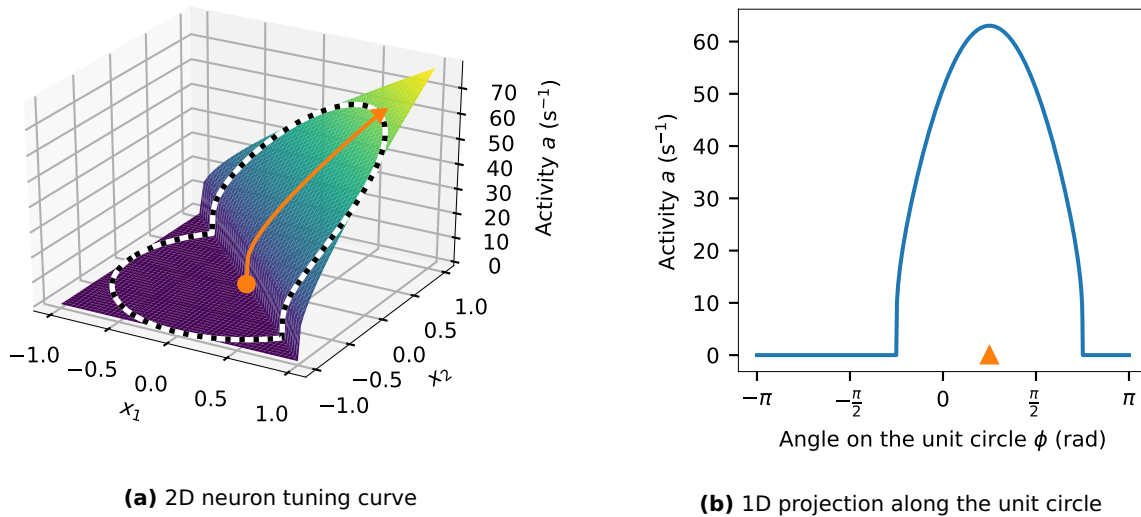 70
60
50
40
30
20
10
0
Activity a (s⁻¹)
−1.0
−0.5
0.0
0.5
1.0
x₁
−1.0
−0.5
0.0
0.5
1.0
x₂
(a) 2D neuron tuning curve
60
50
40
30
20
10
0
Activity a (s⁻¹)
−π
−π/2
0
π/2
π
Angle on the unit circle ϕ (rad)
(b) 1D projection along the unit circle